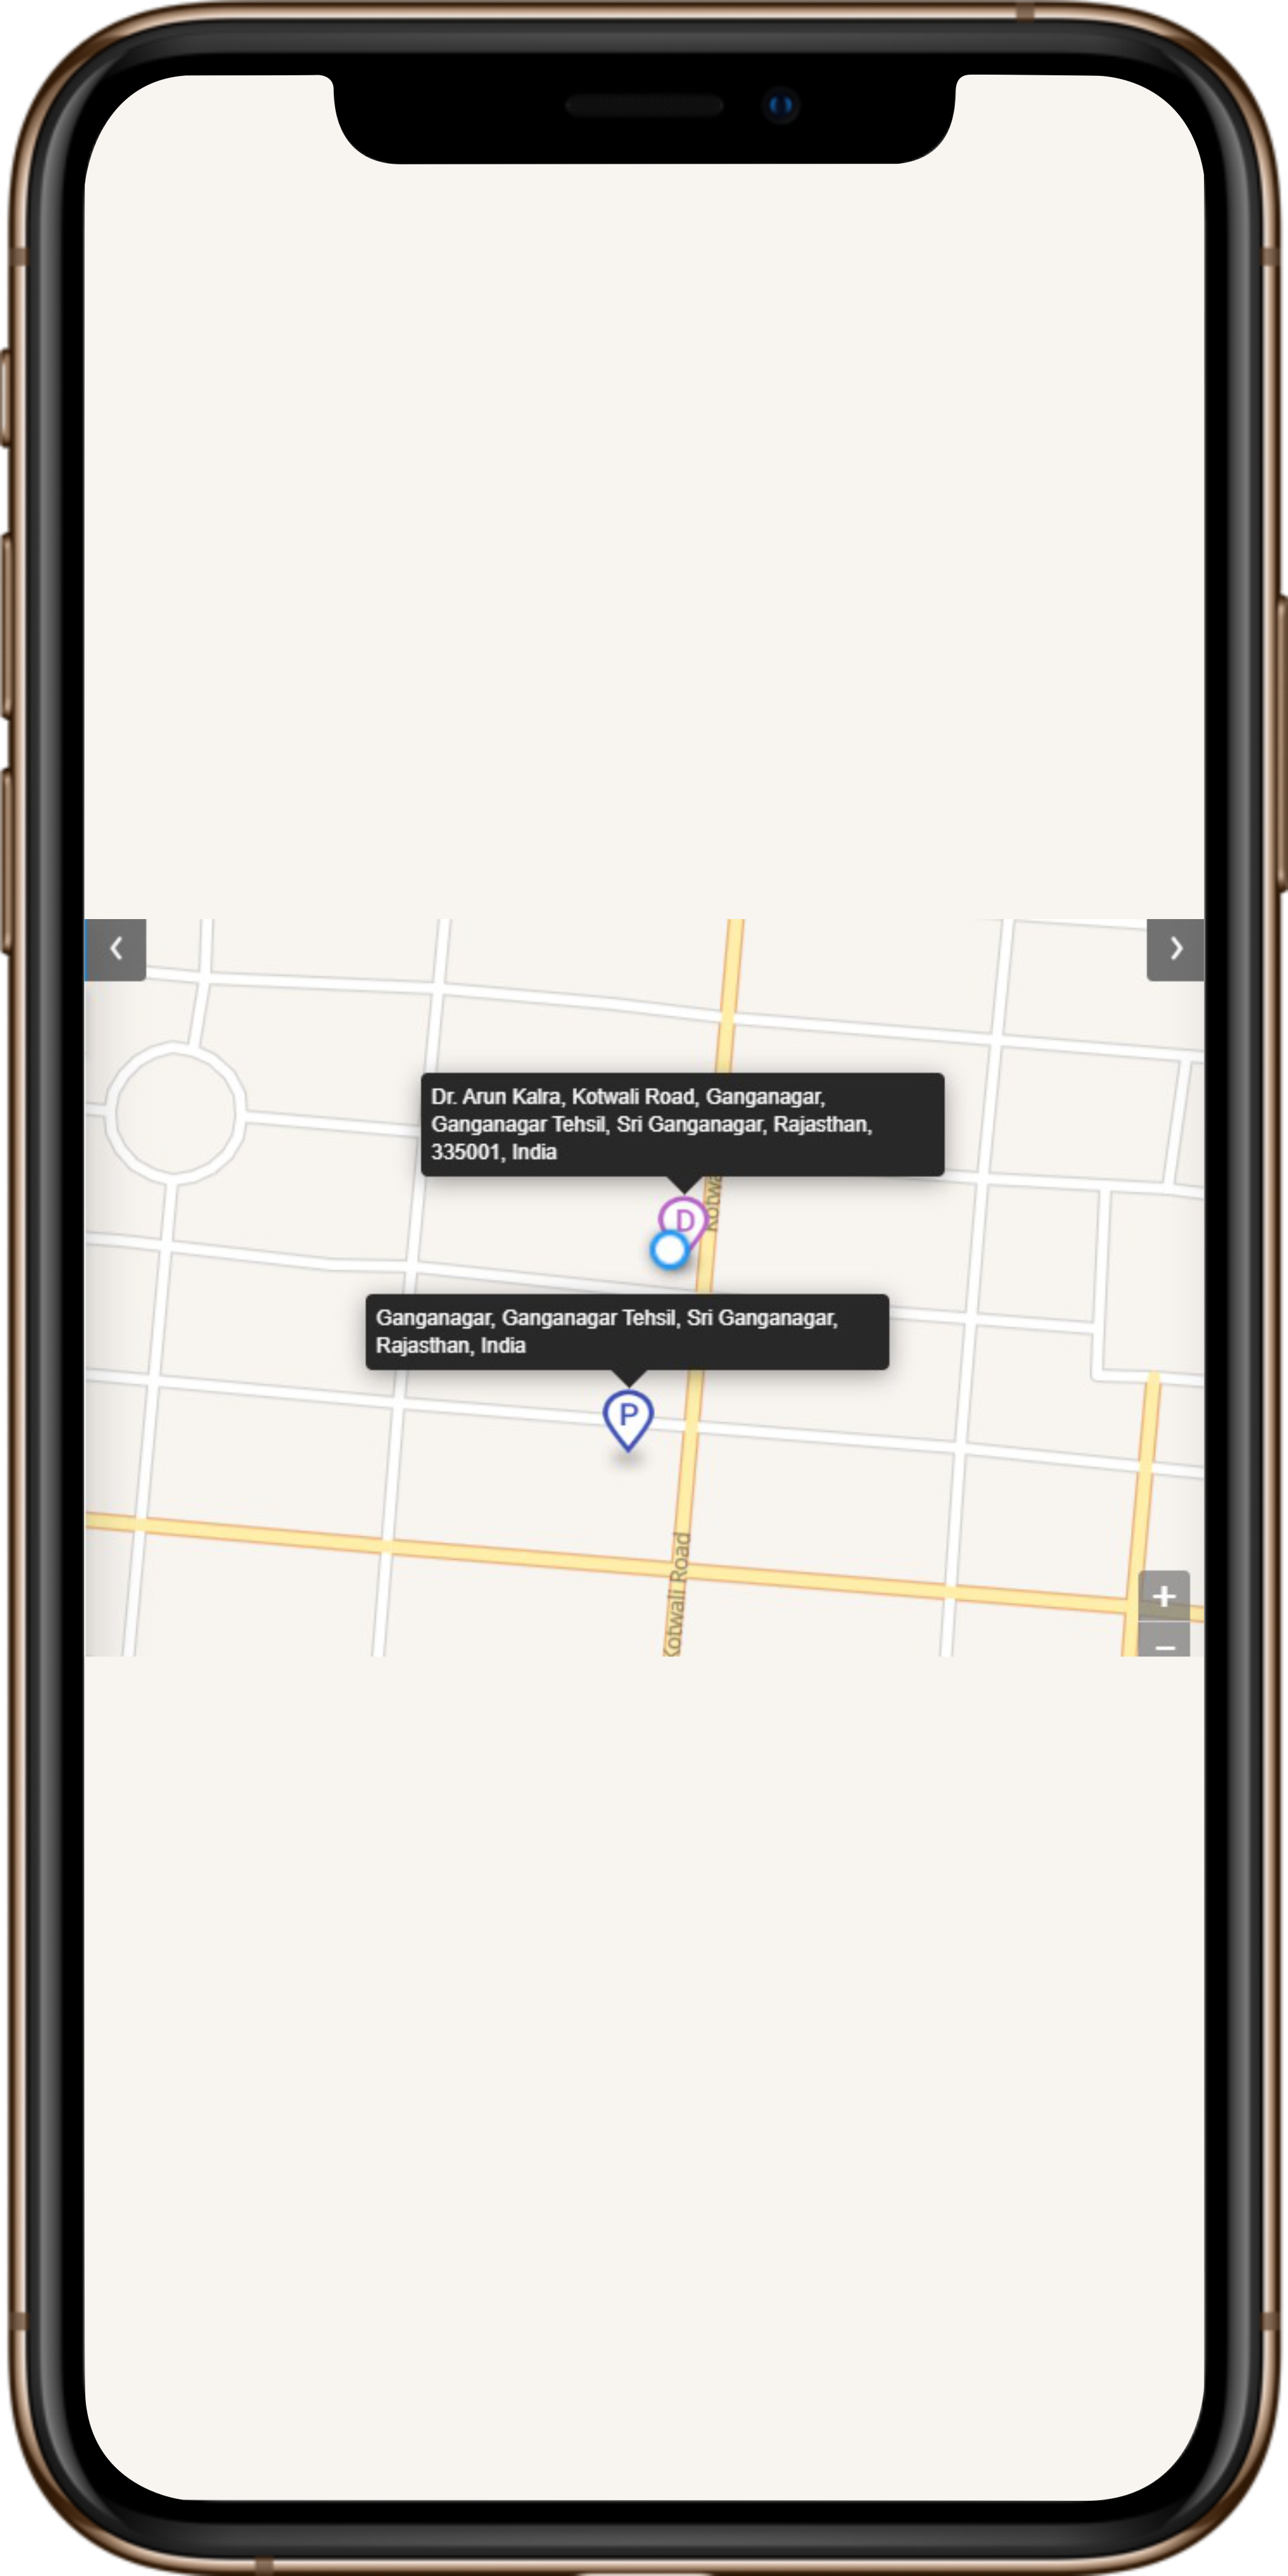 Dr. Arun Kalra, Kotwali Road, Ganganagar,
Ganganagar Tehsil, Sri Ganganagar, Rajasthan,
335001, India
Kotwa
D
Ganganagar, Ganganagar Tehsil, Sri Ganganagar,
Rajasthan, India
P
Kotwali Road
+
−